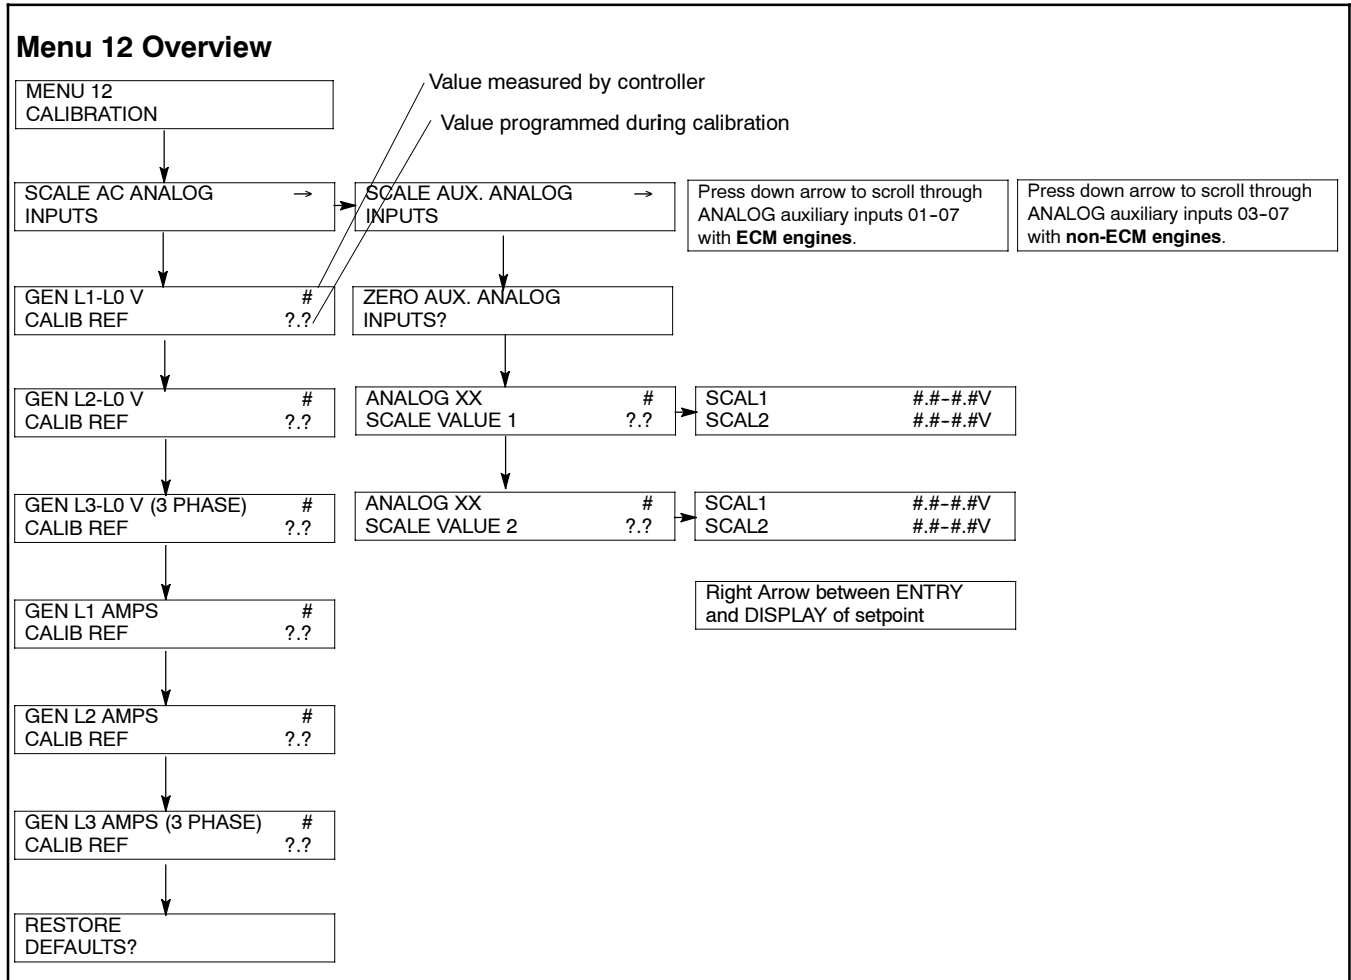 Menu 12 Overview
Value measured by controller
Value programmed during calibration
MENU 12
CALIBRATION
SCALE AC ANALOG →
INPUTS
SCALE AUX. ANALOG →
INPUTS
Press down arrow to scroll through
ANALOG auxiliary inputs 01-07
with ECM engines.
Press down arrow to scroll through
ANALOG auxiliary inputs 03-07
with non-ECM engines.
GEN L1-L0 V #
CALIB REF ?.?
ZERO AUX. ANALOG
INPUTS?
GEN L2-L0 V #
CALIB REF ?.?
ANALOG XX #
SCALE VALUE 1 ?.?
SCAL1 #.#-#.#V
SCAL2 #.#-#.#V
GEN L3-L0 V (3 PHASE) #
CALIB REF ?.?
ANALOG XX #
SCALE VALUE 2 ?.?
SCAL1 #.#-#.#V
SCAL2 #.#-#.#V
GEN L1 AMPS #
CALIB REF ?.?
Right Arrow between ENTRY
and DISPLAY of setpoint
GEN L2 AMPS #
CALIB REF ?.?
GEN L3 AMPS (3 PHASE) #
CALIB REF ?.?
RESTORE
DEFAULTS?